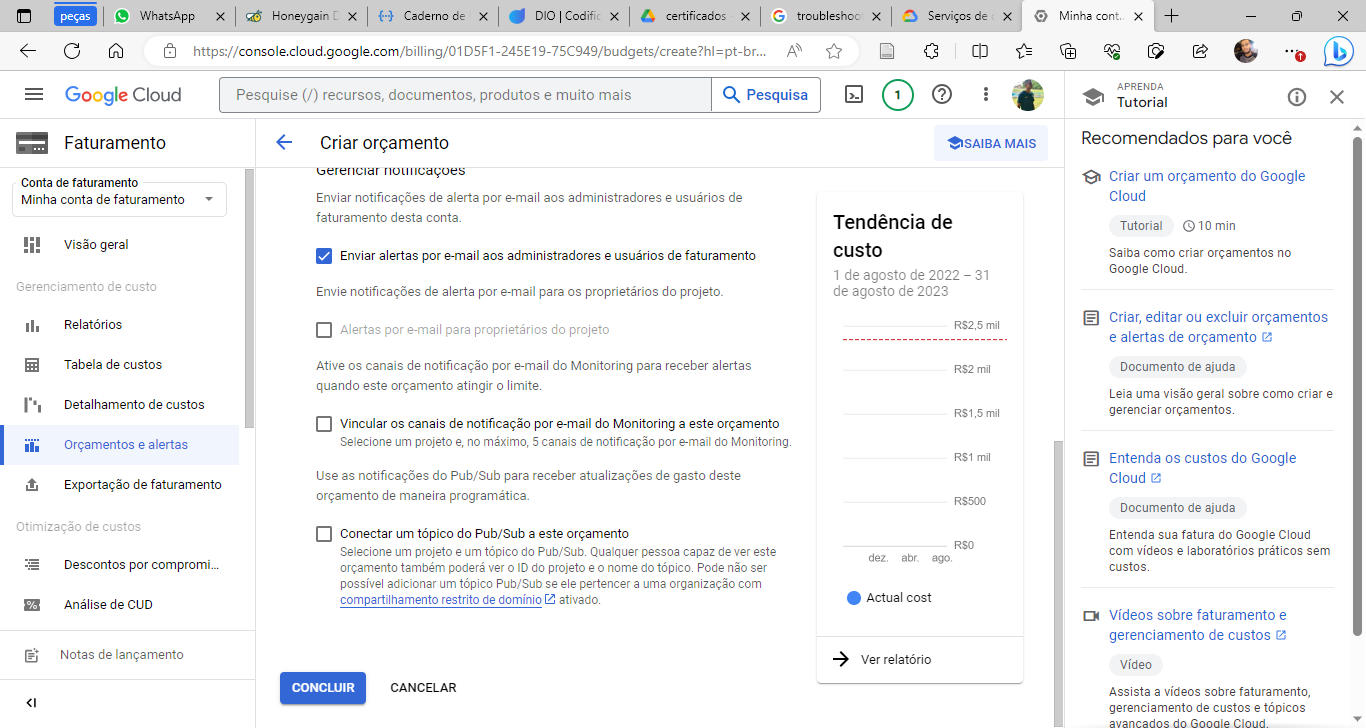 peças
WhatsApp
Honeygain D
Caderno de
DIO | Codific
certificados -
troubleshoo
Serviços de c
Minha cont.
https://console.cloud.google.com/billing/01D5F1-245E19-75C949/budgets/create?hl=pt-br...
Google Cloud
Pesquise (/) recursos, documentos, produtos e muito mais
Pesquisa
1
APRENDA
Tutorial
Faturamento
Conta de faturamento
Minha conta de faturamento
Visão geral
Gerenciamento de custo
Relatórios
Tabela de custos
Detalhamento de custos
Orçamentos e alertas
Exportação de faturamento
Otimização de custos
Descontos por compromi...
Análise de CUD
Notas de lançamento
Criar orçamento
SAIBA MAIS
Gerenciar notificações
Enviar notificações de alerta por e-mail aos administradores e usuários de
faturamento desta conta.
Enviar alertas por e-mail aos administradores e usuários de faturamento
Envie notificações de alerta por e-mail para os proprietários do projeto.
Alertas por e-mail para proprietários do projeto
Ative os canais de notificação por e-mail do Monitoring para receber alertas
quando este orçamento atingir o limite.
Vincular os canais de notificação por e-mail do Monitoring a este orçamento
Selecione um projeto e, no máximo, 5 canais de notificação por e-mail do Monitoring.
Use as notificações do Pub/Sub para receber atualizações de gasto deste
orçamento de maneira programática.
Conectar um tópico do Pub/Sub a este orçamento
Selecione um projeto e um tópico do Pub/Sub. Qualquer pessoa capaz de ver este
orçamento também poderá ver o ID do projeto e o nome do tópico. Pode não ser
possível adicionar um tópico Pub/Sub se ele pertencer a uma organização com
compartilhamento restrito de domínio ativado.
CONCLUIR
CANCELAR
Tendência de
custo
1 de agosto de 2022 – 31
de agosto de 2023
R$2,5 mil
R$2 mil
R$1,5 mil
R$1 mil
R$500
R$0
dez. abr. ago.
Actual cost
Ver relatório
Recomendados para você
Criar um orçamento do Google
Cloud
Tutorial
10 min
Saiba como criar orçamentos no
Google Cloud.
Criar, editar ou excluir orçamentos
e alertas de orçamento
Documento de ajuda
Leia uma visão geral sobre como criar e
gerenciar orçamentos.
Entenda os custos do Google
Cloud
Documento de ajuda
Entenda sua fatura do Google Cloud
com vídeos e laboratórios práticos sem
custos.
Vídeos sobre faturamento e
gerenciamento de custos
Vídeo
Assista a vídeos sobre faturamento,
gerenciamento de custos e tópicos
avançados do Google Cloud.